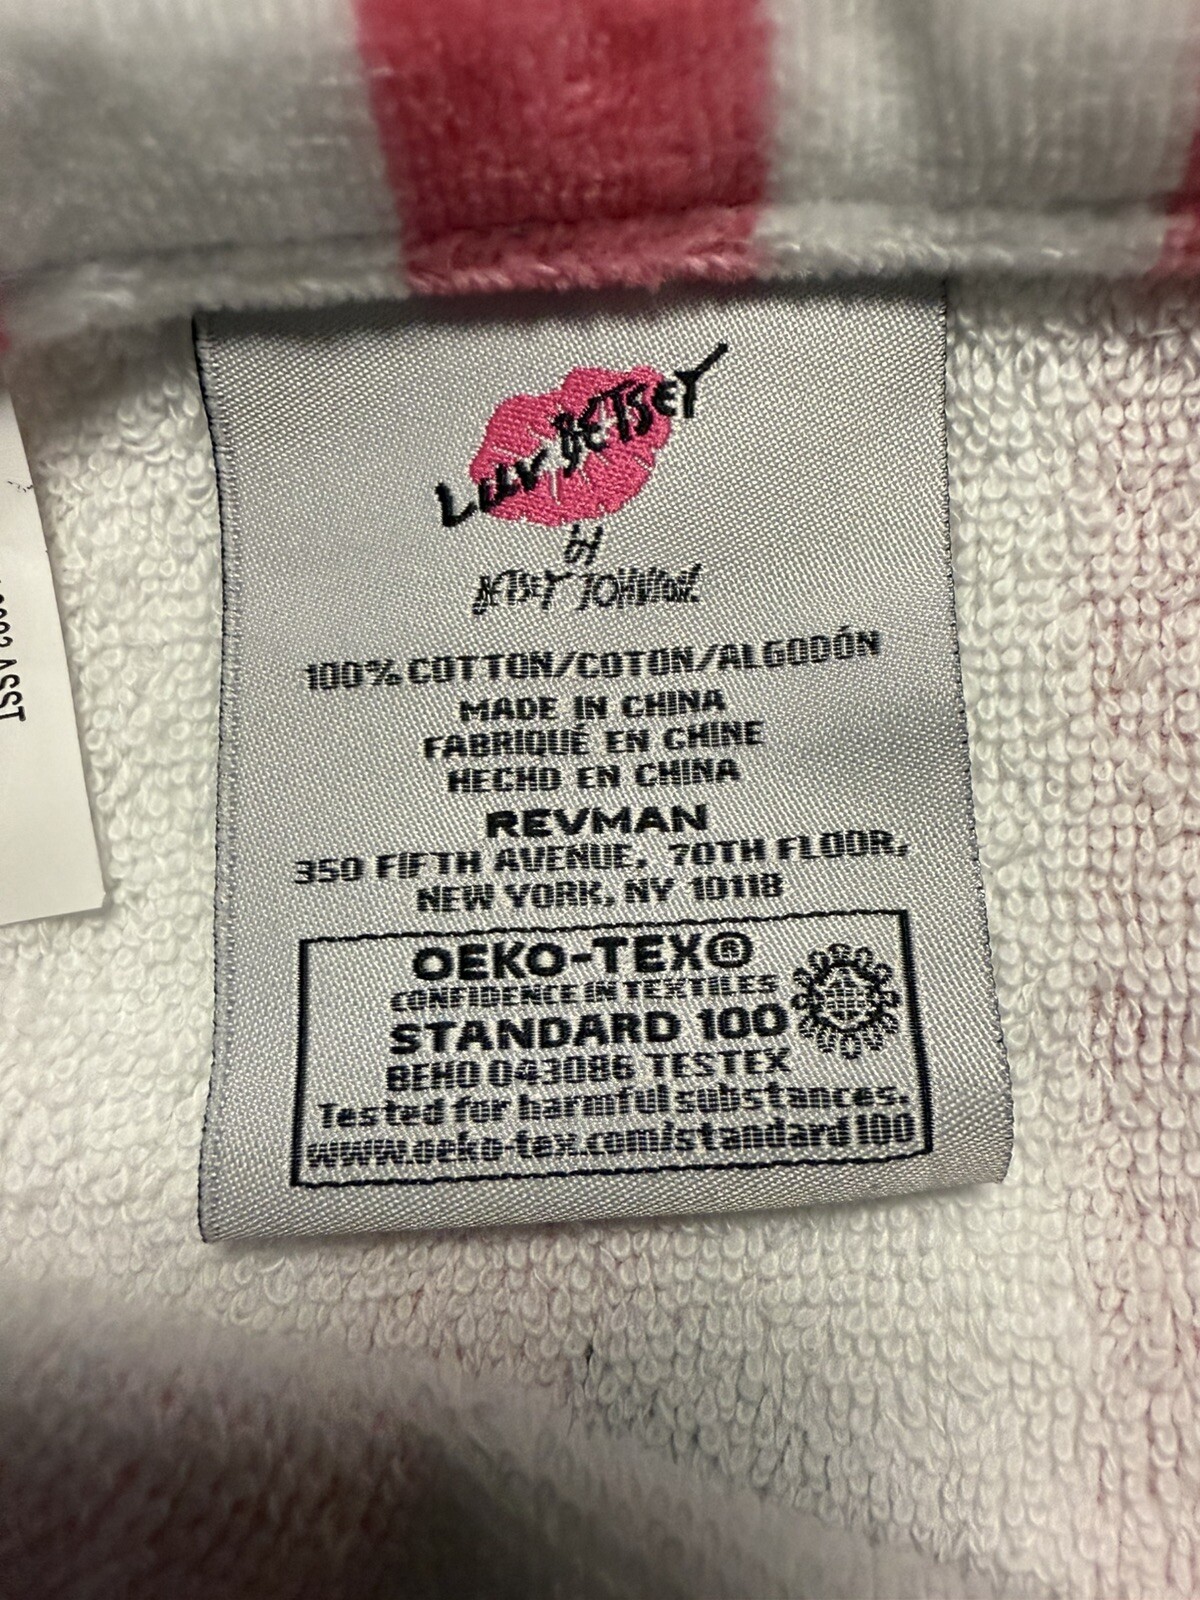 LUV BETSEY
by
BETSEY JOHNSON
100% COTTON/COTON/ALGODÓN
MADE IN CHINA
FABRIQUÉ EN CHINE
HECHO EN CHINA
REVMAN
350 FIFTH AVENUE, 70TH FLOOR,
NEW YORK, NY 10118
OEKO-TEX®
CONFIDENCE IN TEXTILES
STANDARD 100
BEHO 043086 TESTEX
Tested for harmful substances.
www.oeko-tex.com/standard100
ASST